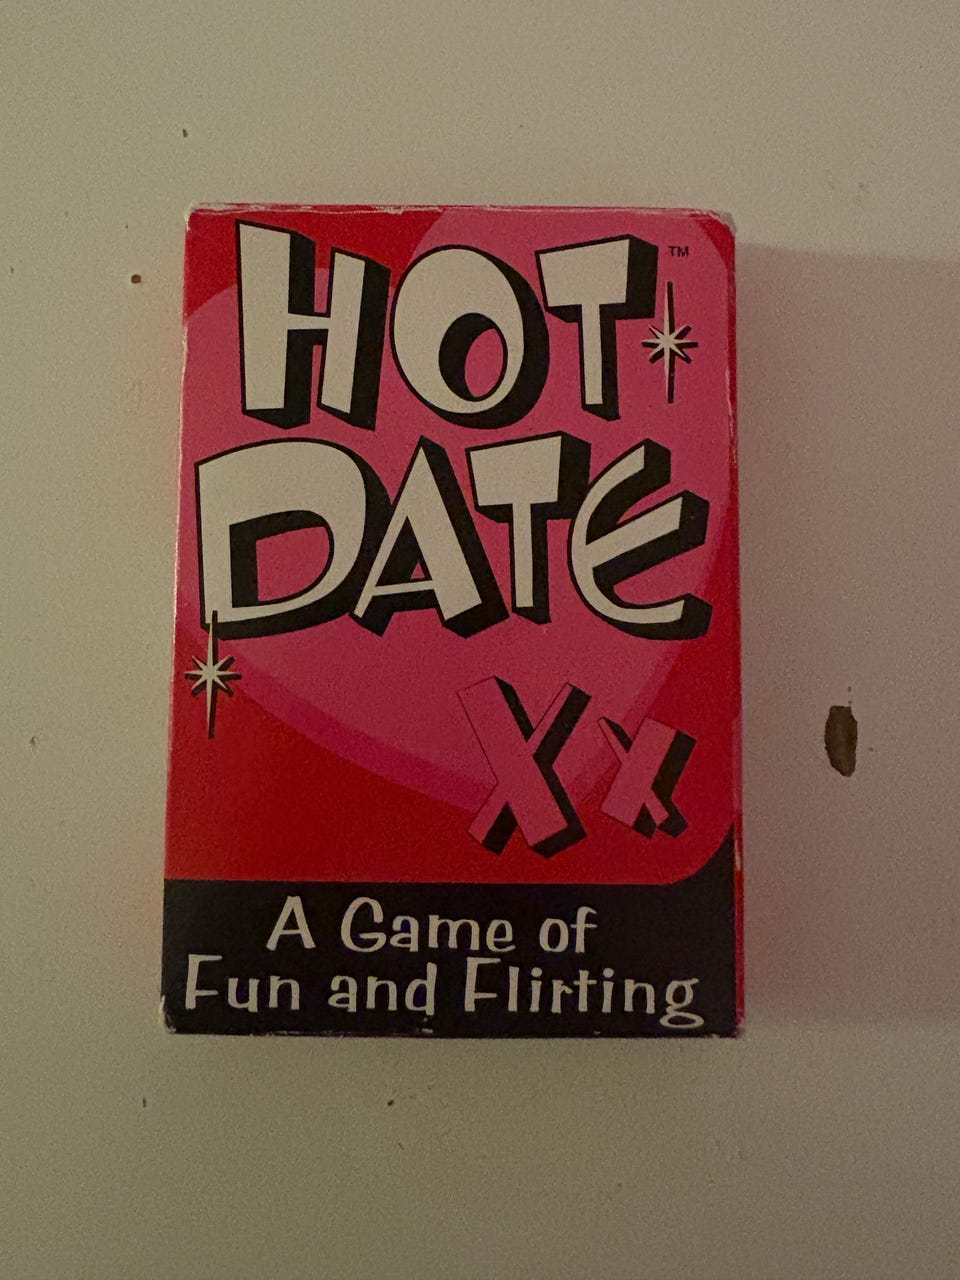 HOT™
DATE
Xx
A Game of
Fun and Flirting